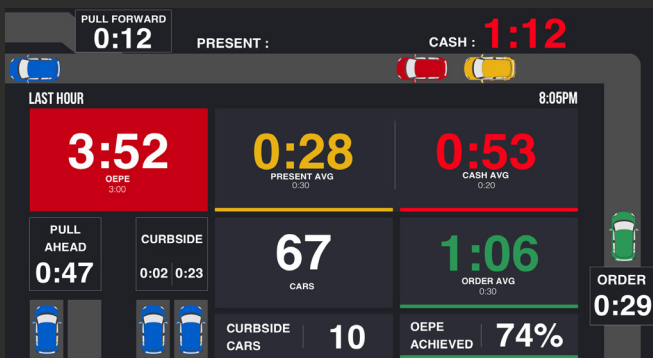 PULL FORWARD
0:12
PRESENT :
CASH : 1:12
LAST HOUR
8:05PM
3:52
OEPE
3:00
0:28
PRESENT AVG
0:30
0:53
CASH AVG
0:20
PULL
AHEAD
0:47
CURBSIDE
0:02 0:23
67
CARS
1:06
ORDER AVG
0:30
ORDER
0:29
CURBSIDE
CARS
10
OEPE
ACHIEVED
74%